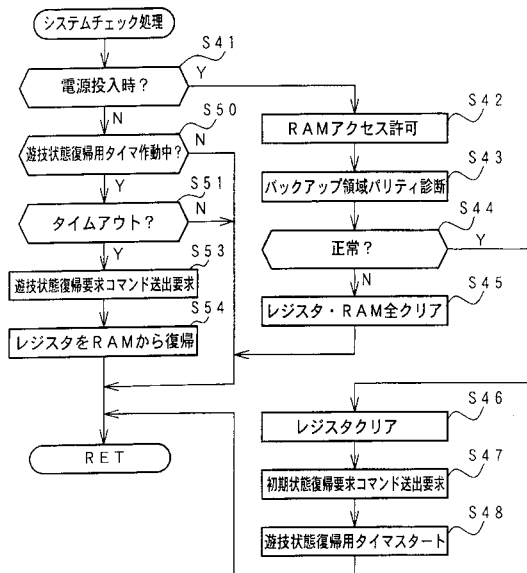 システムチェック処理
S41
電源投入時?
Y
N
S42
RAMアクセス許可
S50
遊技状態復帰用タイマ作動中?
N
Y
S43
バックアップ領域パリティ診断
S51
タイムアウト?
N
Y
S44
正常?
Y
N
S53
遊技状態復帰要求コマンド送出要求
S45
レジスタ・RAM全クリア
S54
レジスタをRAMから復帰
S46
レジスタクリア
RET
S47
初期状態復帰要求コマンド送出要求
S48
遊技状態復帰用タイマスタート